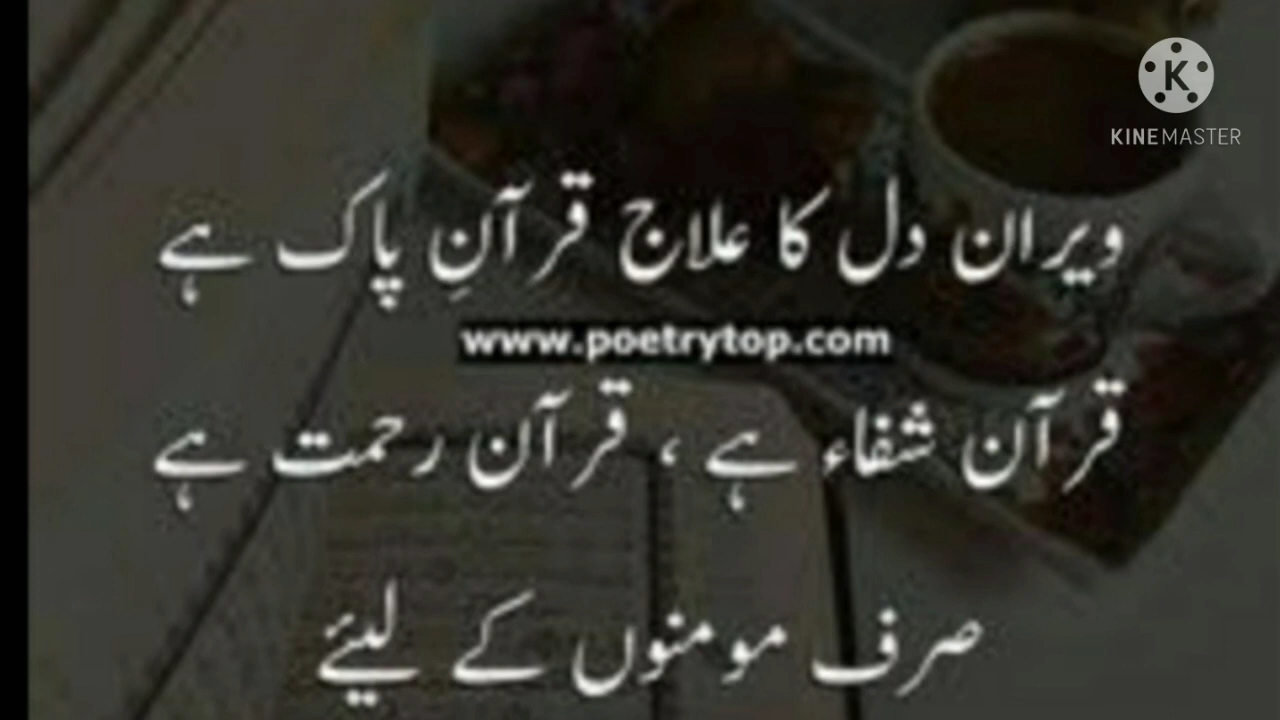 KINEMASTER
ویران دل کا علاج قرآنِ پاک ہے
www.poetrytop.com
قرآن شفاء ہے ، قرآن رحمت ہے
صرف مومنوں کے لیئے